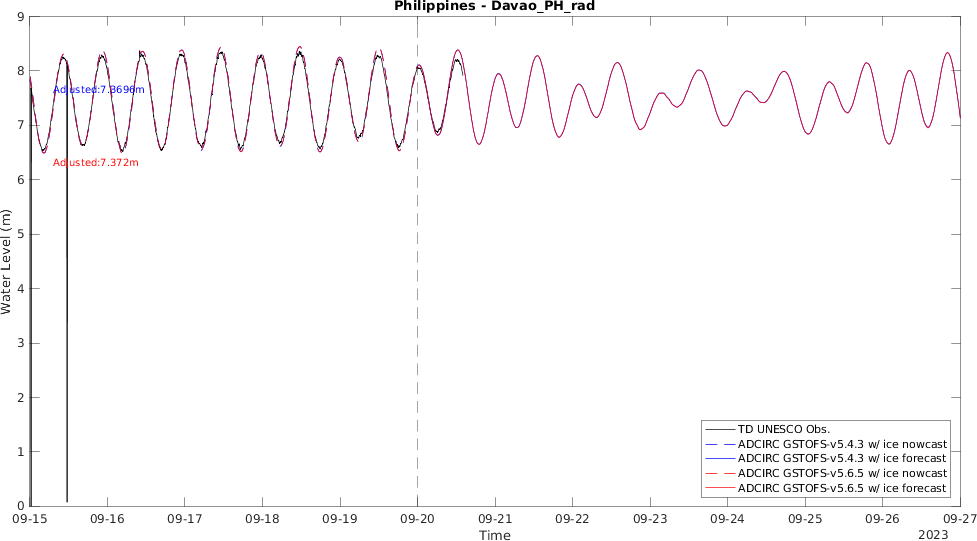 Philippines - Davao_PH_rad
9
8
7
6
5
4
3
2
1
0
Water Level (m)
Adjusted:7.3696m
Adjusted:7.372m
TD UNESCO Obs.
ADCIRC GSTOFS-v5.4.3 w/ ice nowcast
ADCIRC GSTOFS-v5.4.3 w/ ice forecast
ADCIRC GSTOFS-v5.6.5 w/ ice nowcast
ADCIRC GSTOFS-v5.6.5 w/ ice forecast
09-15 09-16 09-17 09-18 09-19 09-20 09-21 09-22 09-23 09-24 09-25 09-26 09-27
Time
2023